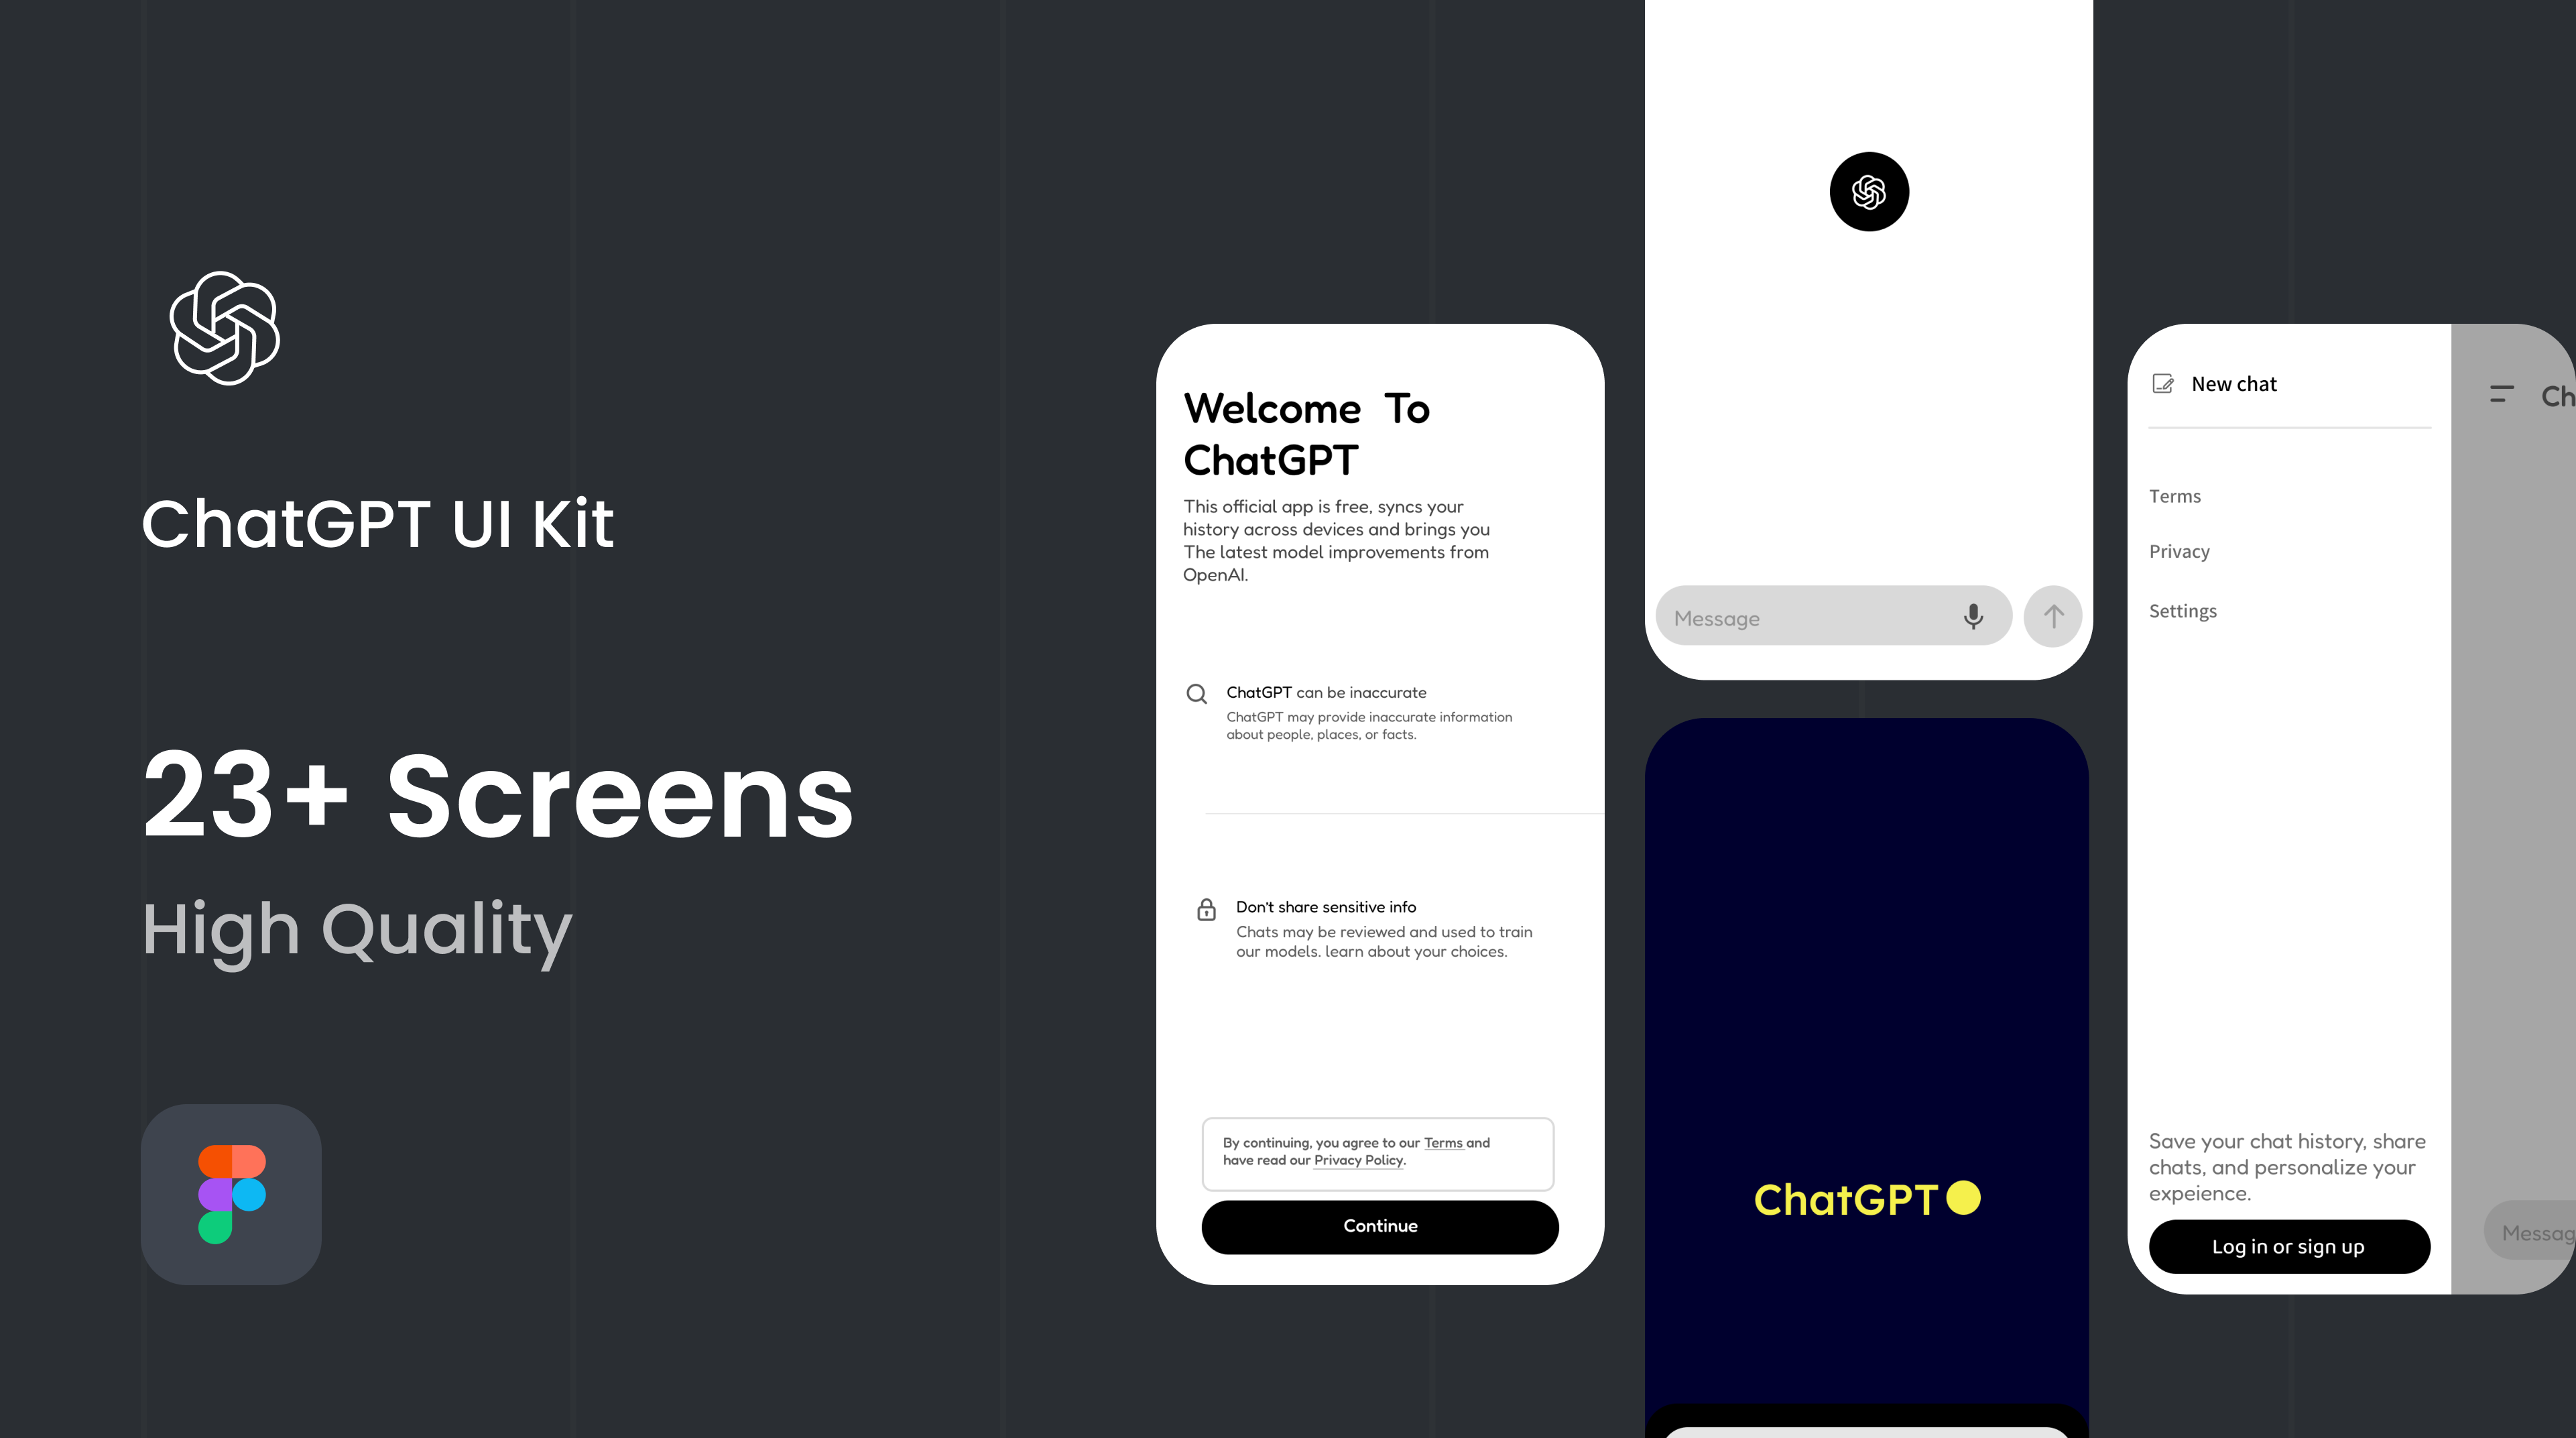 ChatGPT UI Kit
23+ Screens
High Quality
Welcome To
ChatGPT
This official app is free, syncs your
history across devices and brings you
The latest model improvements from
OpenAI.
ChatGPT can be inaccurate
ChatGPT may provide inaccurate information
about people, places, or facts.
Don't share sensitive info
Chats may be reviewed and used to train
our models. learn about your choices.
By continuing, you agree to our Terms and
have read our Privacy Policy.
Continue
Message
ChatGPT
New chat
Terms
Privacy
Settings
Save your chat history, share
chats, and personalize your
expeience.
Log in or sign up
Ch
Messag